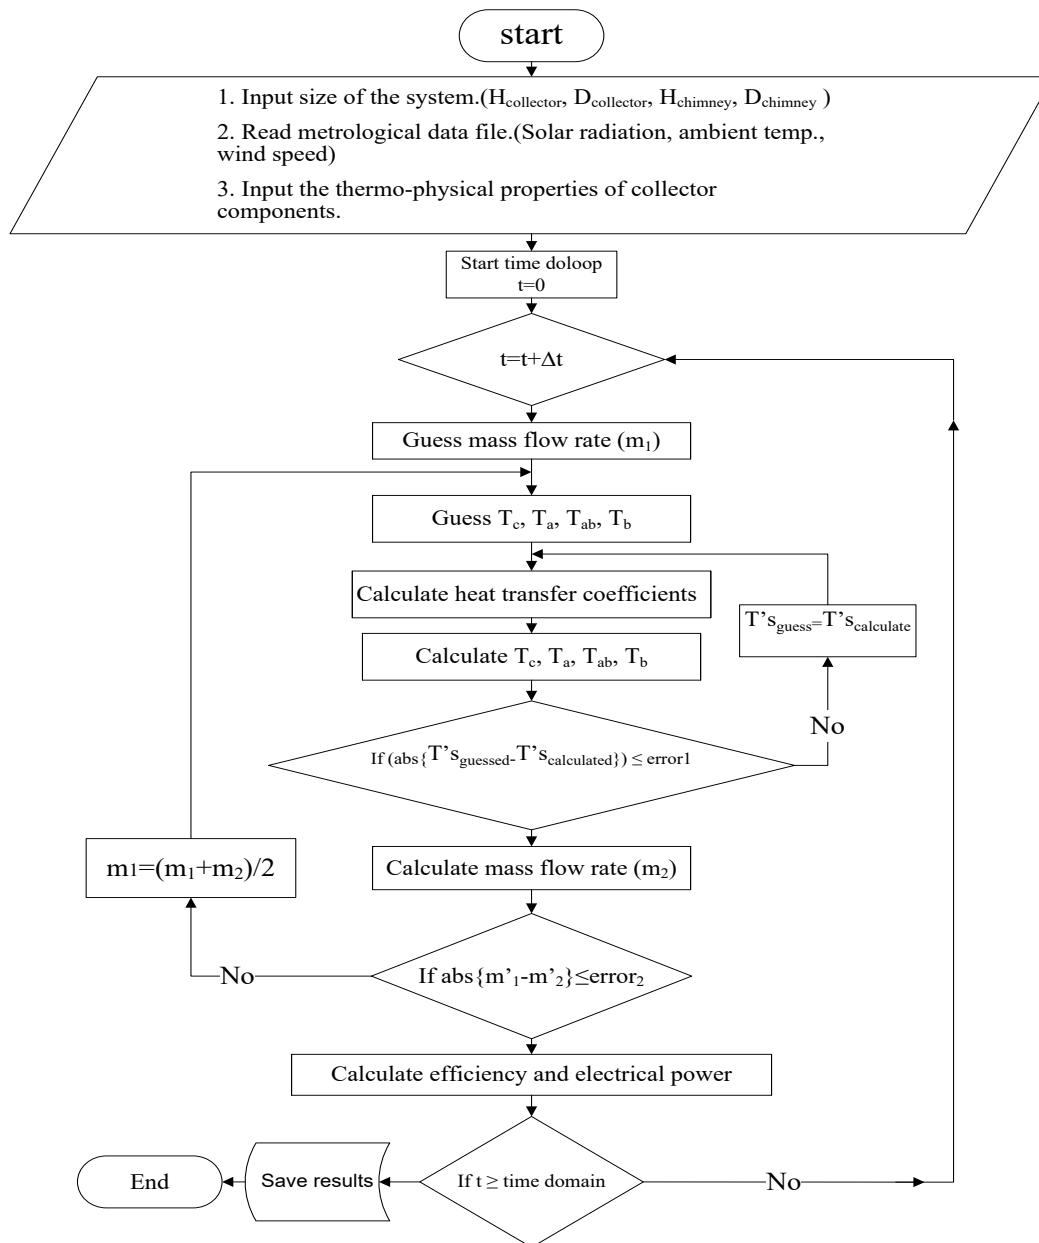 start
1. Input size of the system.(Hcollector, Dcollector, Hchimney, Dchimney )
2. Read metrological data file.(Solar radiation, ambient temp.,
wind speed)
3. Input the thermo-physical properties of collector
components.
Start time doloop
t=0
t=t+Δt
Guess mass flow rate (m1)
Guess Tc, Ta, Tab, Tb
Calculate heat transfer coefficients
T’sguess=T’scalculate
Calculate Tc, Ta, Tab, Tb
No
If (abs{T’sguessed-T’scalculated}) ≤ error1
m1=(m1+m2)/2
Calculate mass flow rate (m2)
No
If abs{m’1-m’2}≤error2
Calculate efficiency and electrical power
End
Save results
If t ≥ time domain
No